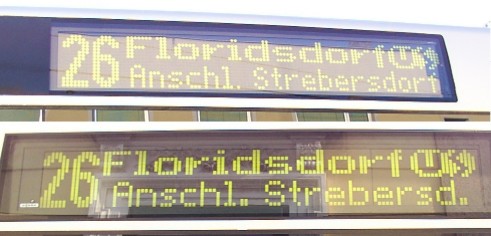 26 Floridsdorf U S
Anschl. Strebersdorf
26 Floridsdorf U S
Anschl. Strebersd.